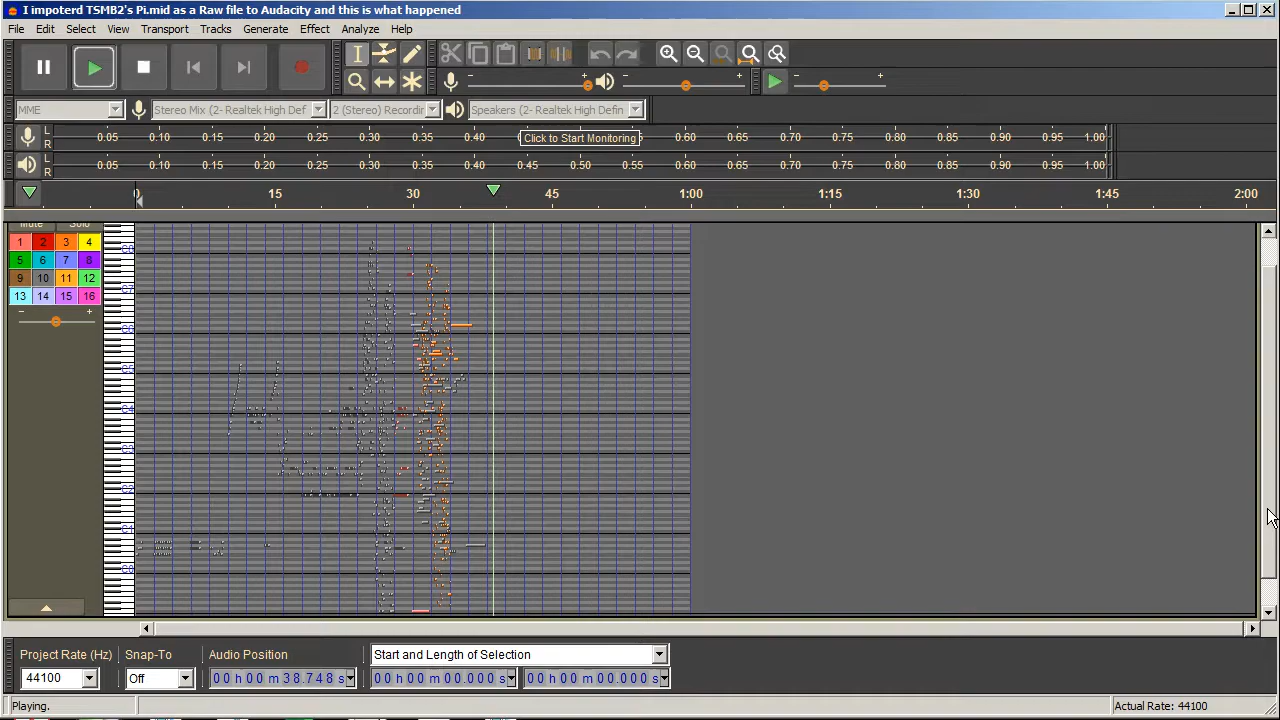 I impoterd TSMB2's Pi.mid as a Raw file to Audacity and this is what happened
File Edit Select View Transport Tracks Generate Effect Analyze Help
MME Stereo Mix (2- Realtek High Def 2 (Stereo) Recordir Speakers (2- Realtek High Defin
L R 0.05 0.10 0.15 0.20 0.25 0.30 0.35 0.40 Click to Start Monitoring 0.60 0.65 0.70 0.75 0.80 0.85 0.90 0.95 1.00
L R 0.05 0.10 0.15 0.20 0.25 0.30 0.35 0.40 0.45 0.50 0.55 0.60 0.65 0.70 0.75 0.80 0.85 0.90 0.95 1.00
0 15 30 45 1:00 1:15 1:30 1:45 2:00
Mute Solo
1 2 3 4
5 6 7 8
9 10 11 12
13 14 15 16
Project Rate (Hz) Snap-To Audio Position Start and Length of Selection
44100 Off 00 h 00 m 38.748 s 00 h 00 m 00.000 s 00 h 00 m 00.000 s
Playing. Actual Rate: 44100